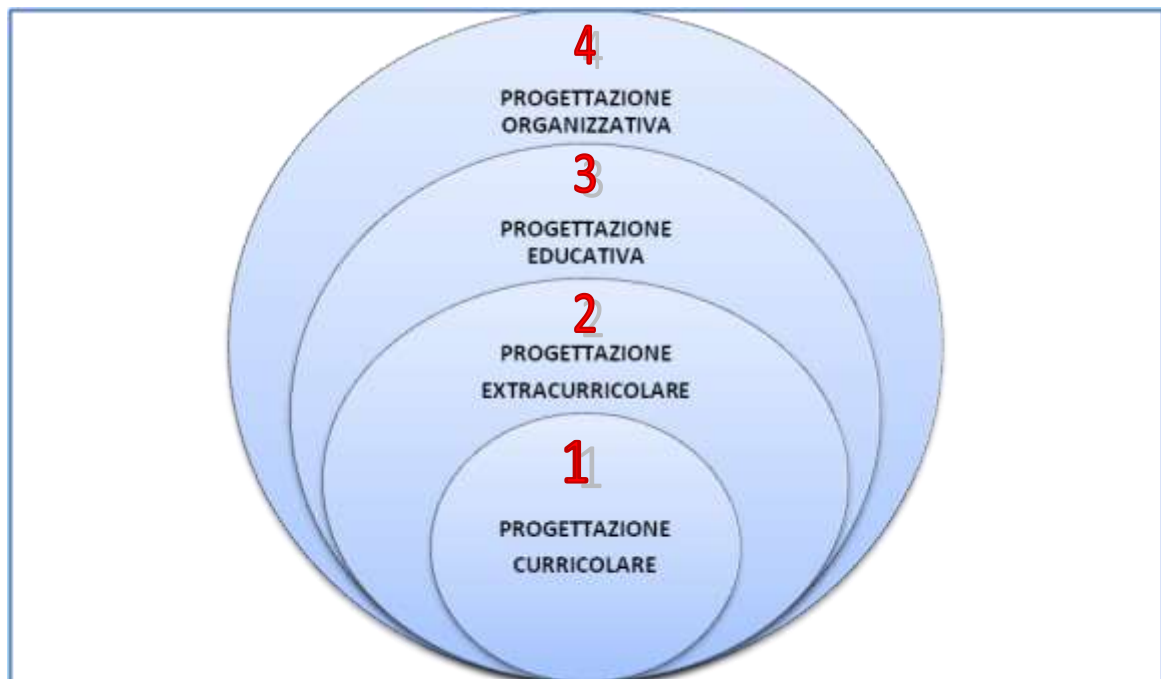 4
PROGETTAZIONE
ORGANIZZATIVA
3
PROGETTAZIONE
EDUCATIVA
2
PROGETTAZIONE
EXTRACURRICOLARE
1
PROGETTAZIONE
CURRICOLARE